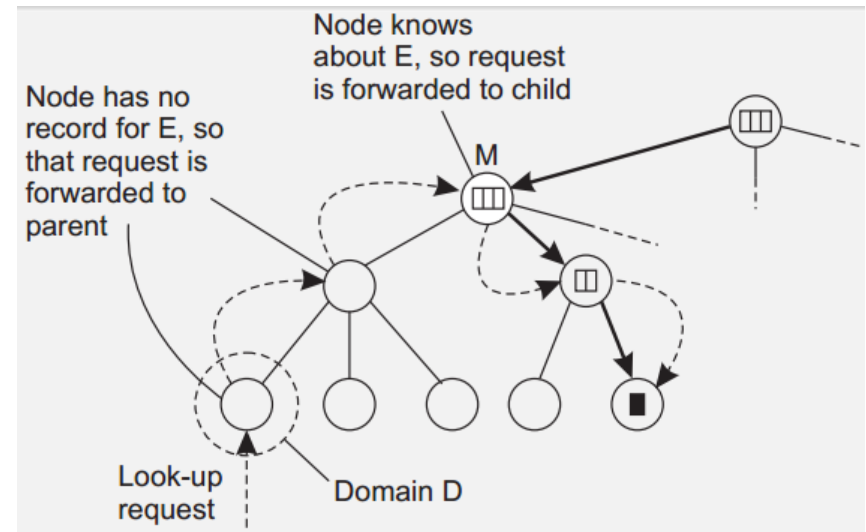 Node knows
about E, so request
is forwarded to child
Node has no
record for E, so
that request is
forwarded to
parent
M
Look-up
request
Domain D